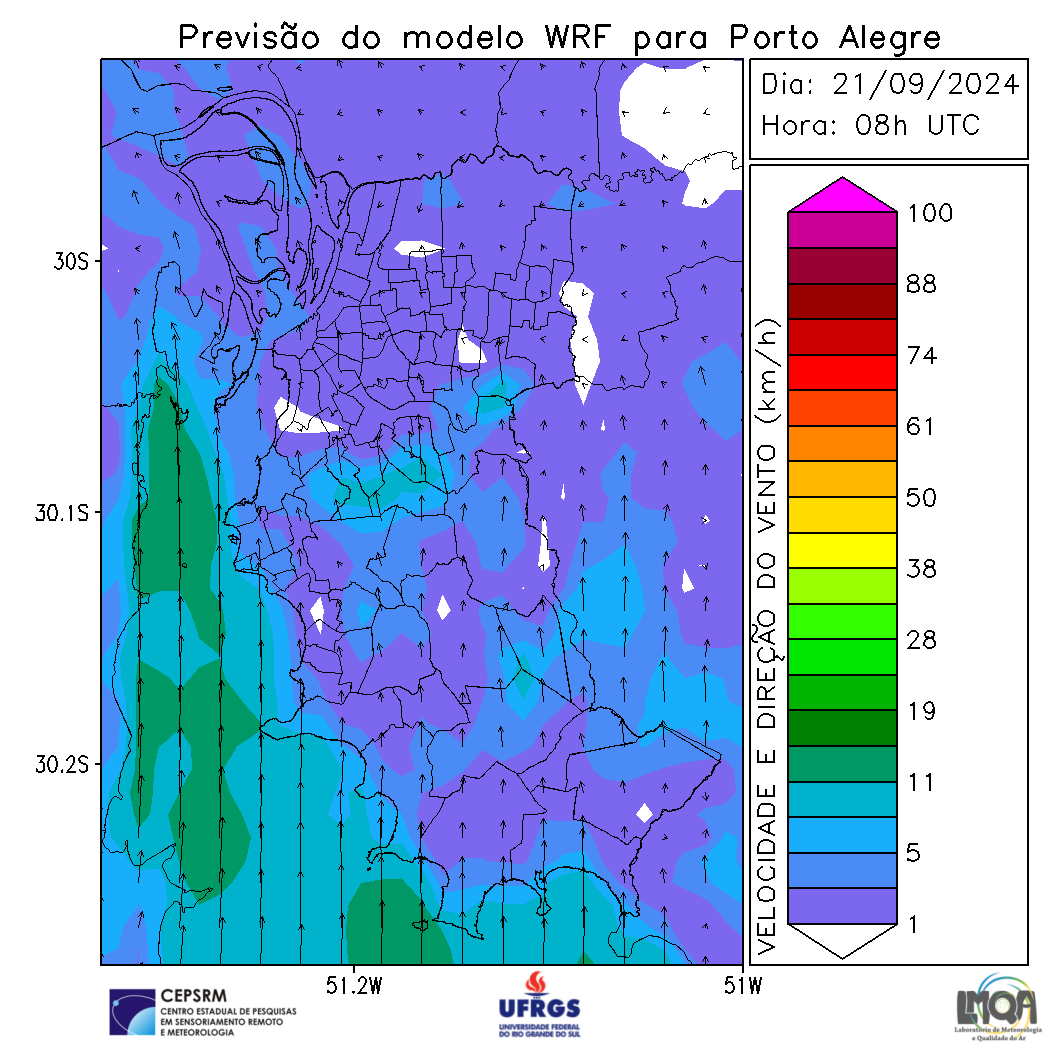 Previsão do modelo WRF para Porto Alegre
Dia: 21/09/2024
Hora: 08h UTC
30S
30.1S
30.2S
51.2W
51W
VELOCIDADE E DIREÇÃO DO VENTO (km/h)
100
88
74
61
50
38
28
19
11
5
1
CEPSRM
CENTRO ESTADUAL DE PESQUISAS
EM SENSORIAMENTO REMOTO
E METEOROLOGIA
UFRGS
UNIVERSIDADE FEDERAL
DO RIO GRANDE DO SUL
LMQA
Laboratório de Meteorologia
e Qualidade do Ar